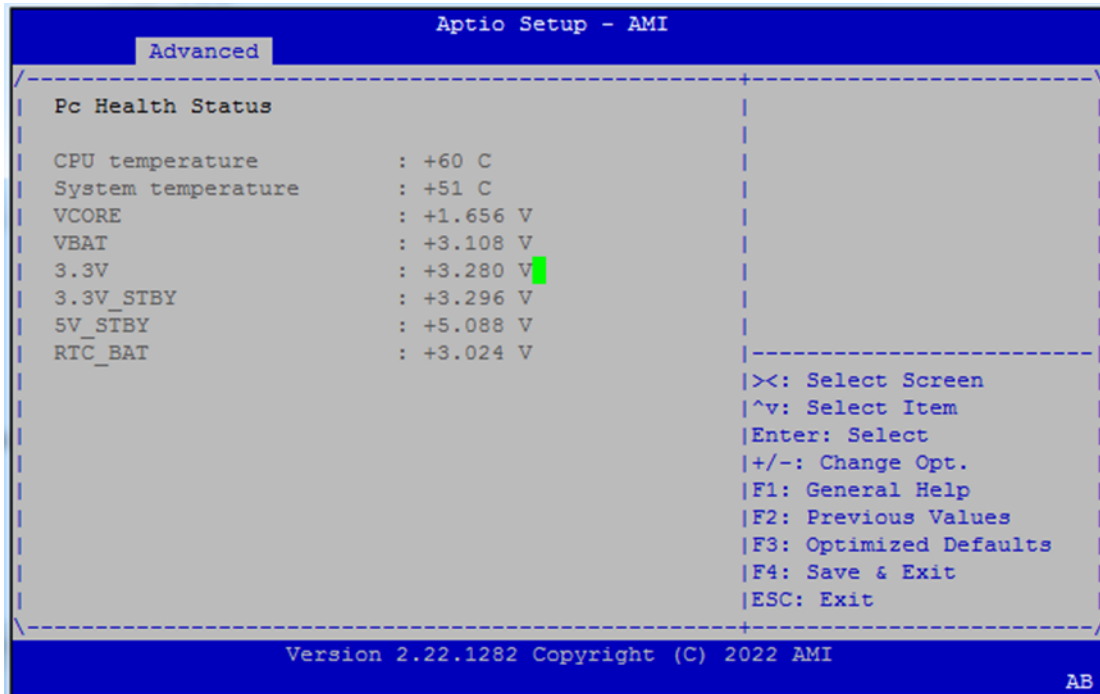 Aptio Setup - AMI
Advanced
Pc Health Status
CPU temperature : +60 C
System temperature : +51 C
VCORE : +1.656 V
VBAT : +3.108 V
3.3V : +3.280 V
3.3V_STBY : +3.296 V
5V_STBY : +5.088 V
RTC_BAT : +3.024 V
><: Select Screen
^v: Select Item
Enter: Select
+/-: Change Opt.
F1: General Help
F2: Previous Values
F3: Optimized Defaults
F4: Save & Exit
ESC: Exit
Version 2.22.1282 Copyright (C) 2022 AMI
AB